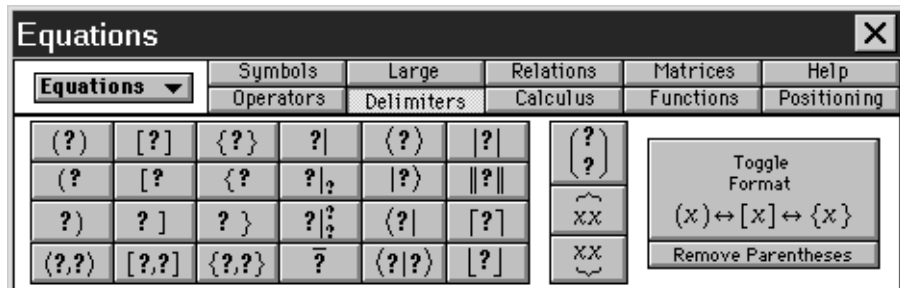 Equations
Equations Symbols Large Relations Matrices Help
Operators Delimiters Calculus Functions Positioning
(?) [?] {?} ?| ⟨?⟩ |?| (? ?)
(? [? {? ?|? |?⟩ ‖?‖
?) ?] ?} ?|?? ⟨?| ⌈?⌉ xx
(?,?) [?,?] {?,?} ? ⟨?|?⟩ ⌊?⌋ xx
Toggle
Format
(x)↔[x]↔{x}
Remove Parentheses